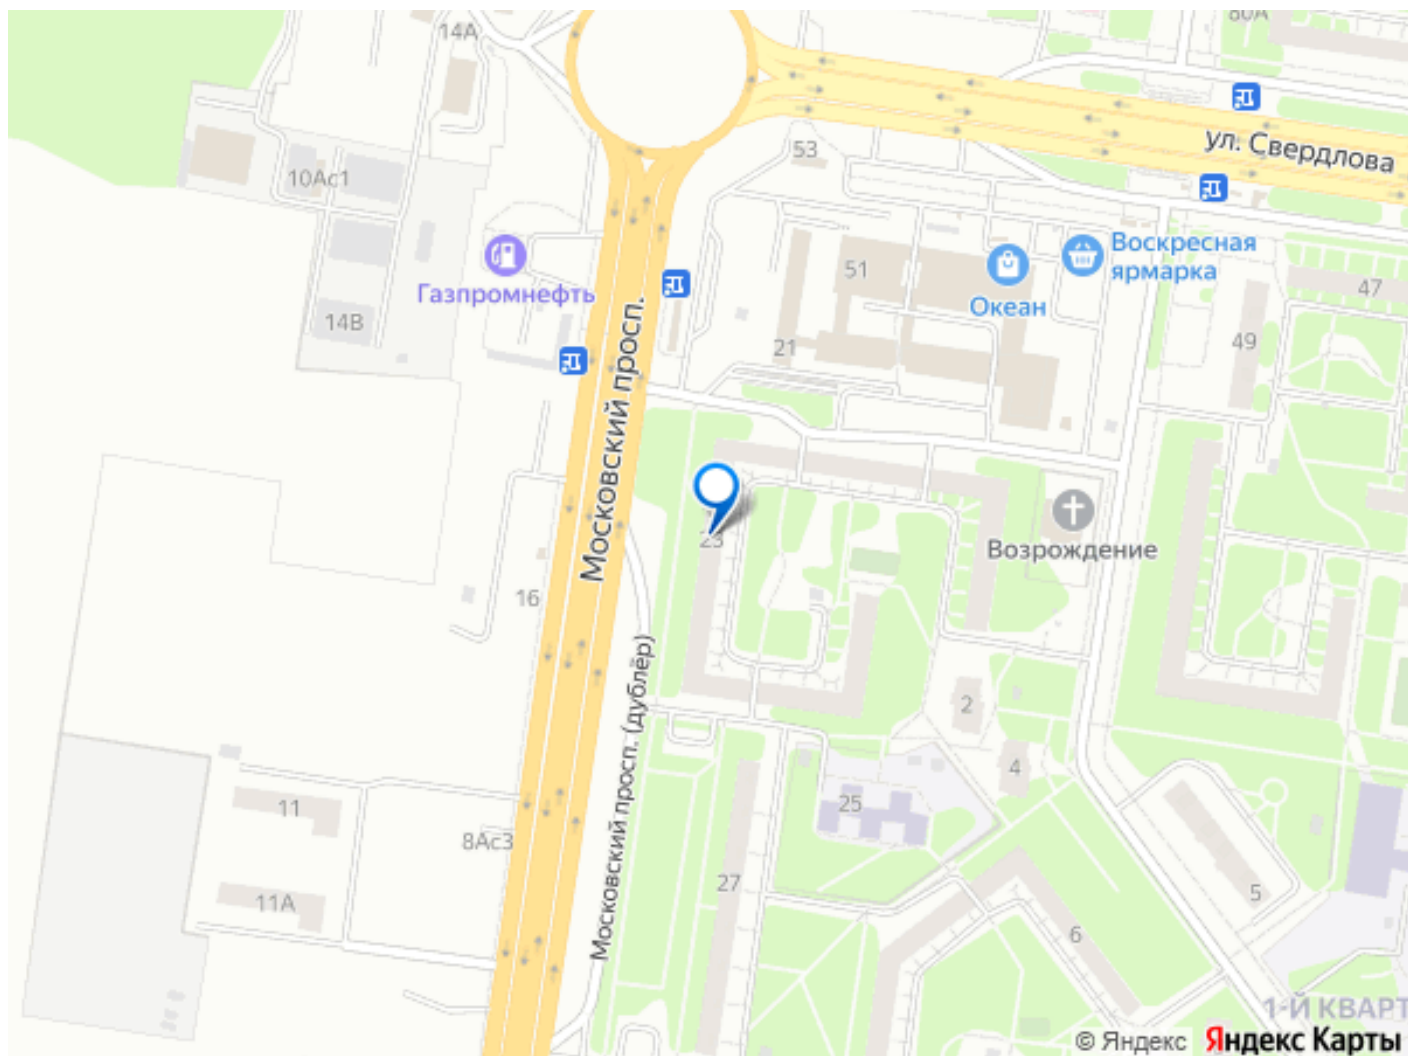 14А
80А
ул. Свердлова
53
10Ас1
Воскресная
ярмарка
51
Газпромнефть
Океан
47
14В
49
21
Московский просп.
23
Возрождение
16
Московский просп. (дублёр)
2
4
11
25
8Ас3
27
5
11А
6
1-Й КВАРТ
© Яндекс
Яндекс Карты